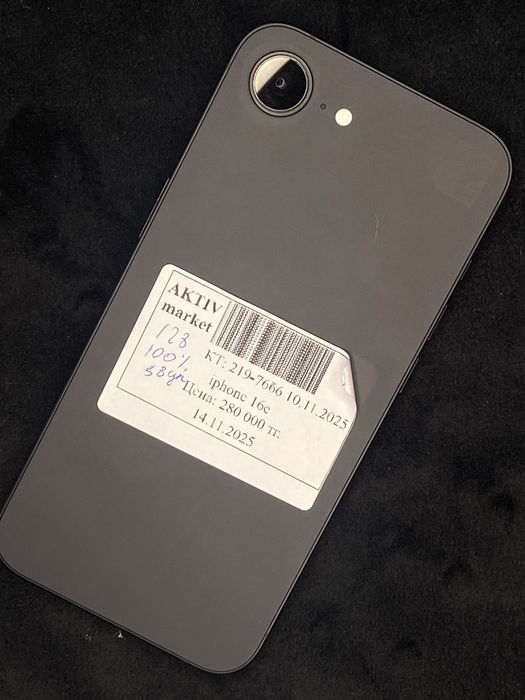 AKTIV
market
128
100%
КТ: 219-7666 10.11.2025
iphone 16e
Цена: 280 000 тг.
14.11.2025